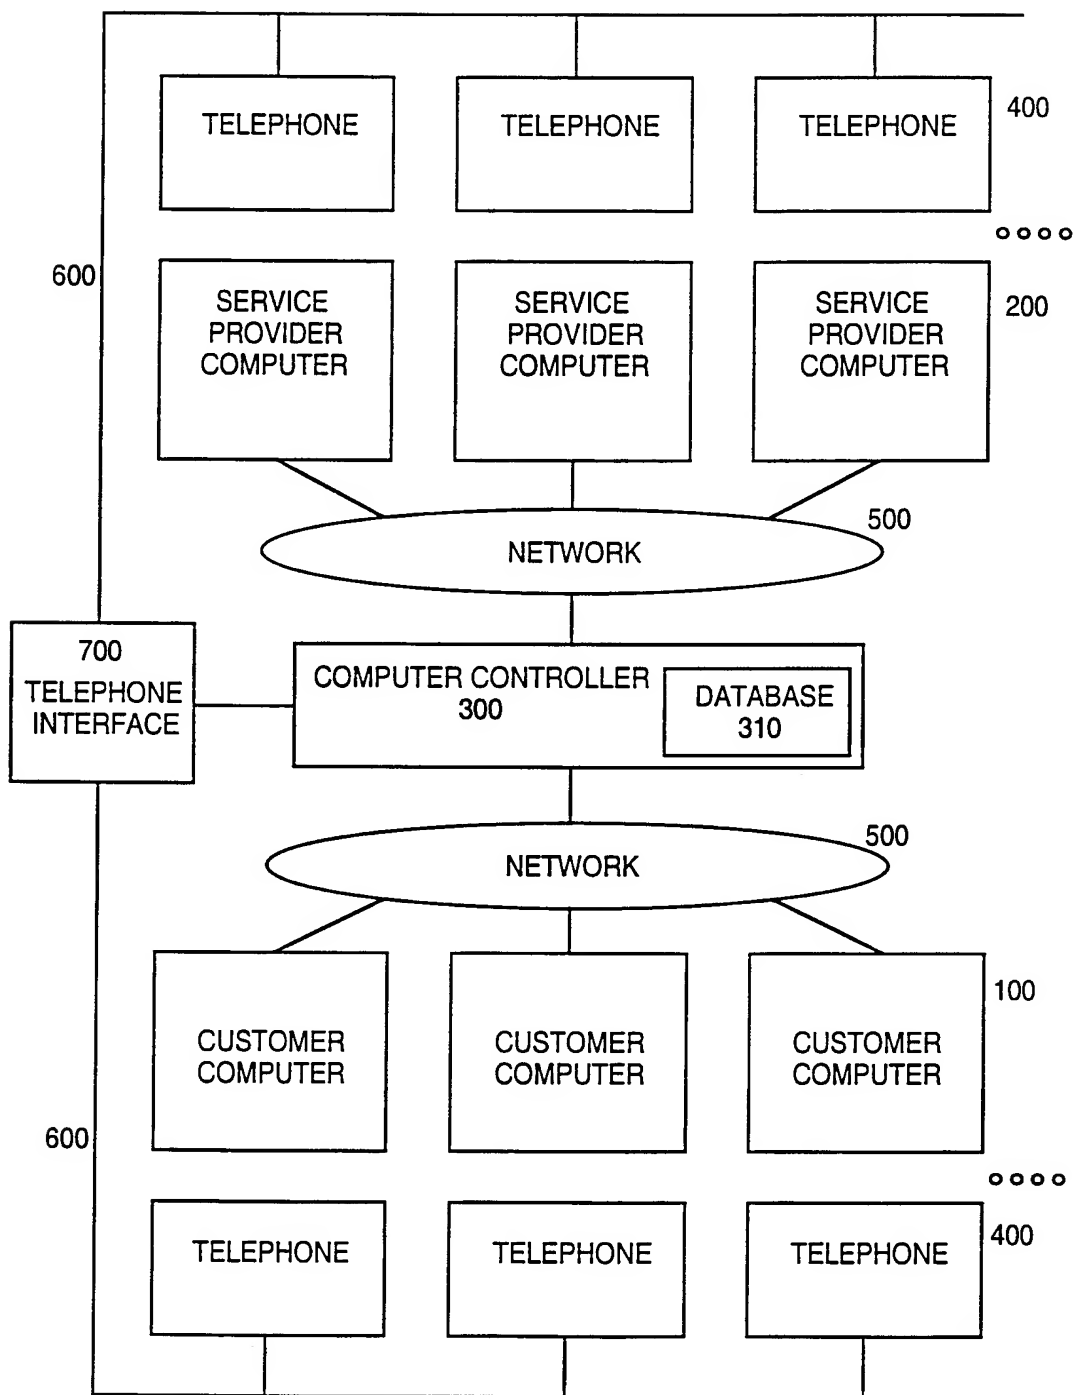 TELEPHONE
TELEPHONE
TELEPHONE
400
600
SERVICE
PROVIDER
COMPUTER
SERVICE
PROVIDER
COMPUTER
SERVICE
PROVIDER
COMPUTER
200
500
NETWORK
700
TELEPHONE
INTERFACE
COMPUTER CONTROLLER
300
DATABASE
310
500
NETWORK
CUSTOMER
COMPUTER
CUSTOMER
COMPUTER
CUSTOMER
COMPUTER
100
600
TELEPHONE
TELEPHONE
TELEPHONE
400